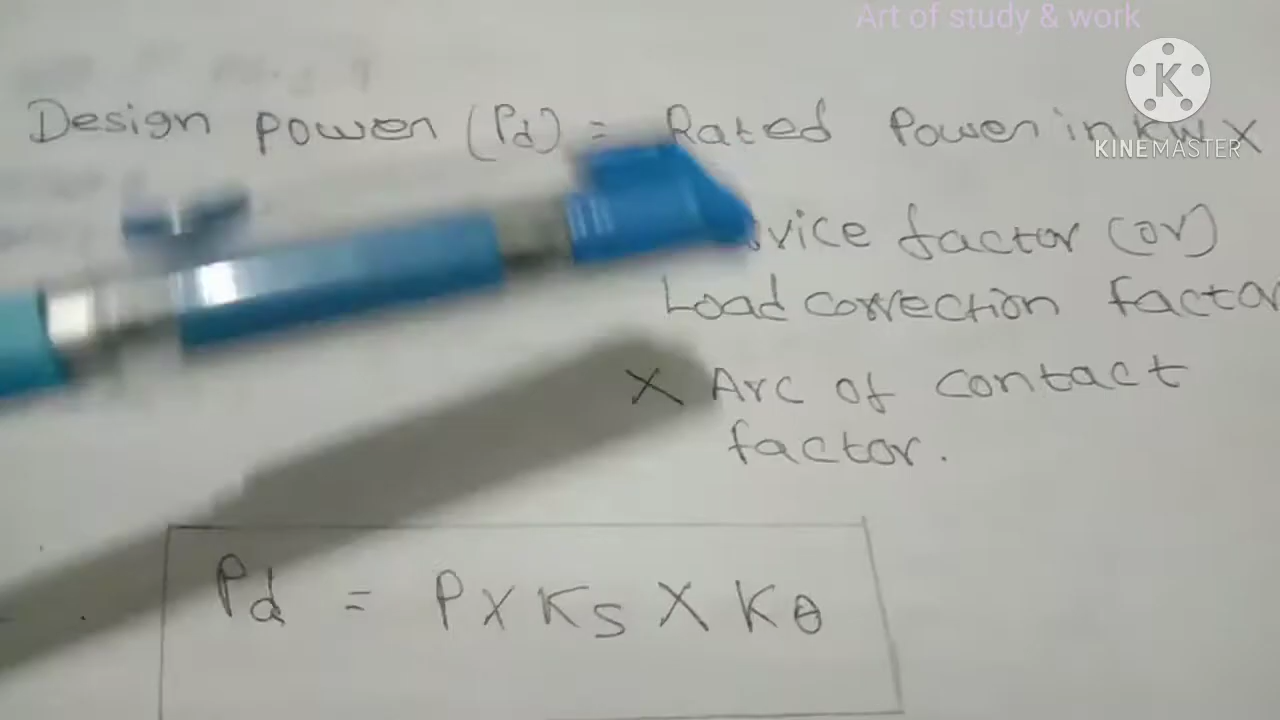 Art of study & work
K
KINEMASTER
Design power (Pd) = Rated Power in KW X
vice factor (or)
Load correction factor
X Arc of contact
factor.
Pd = P X Ks X Kθ